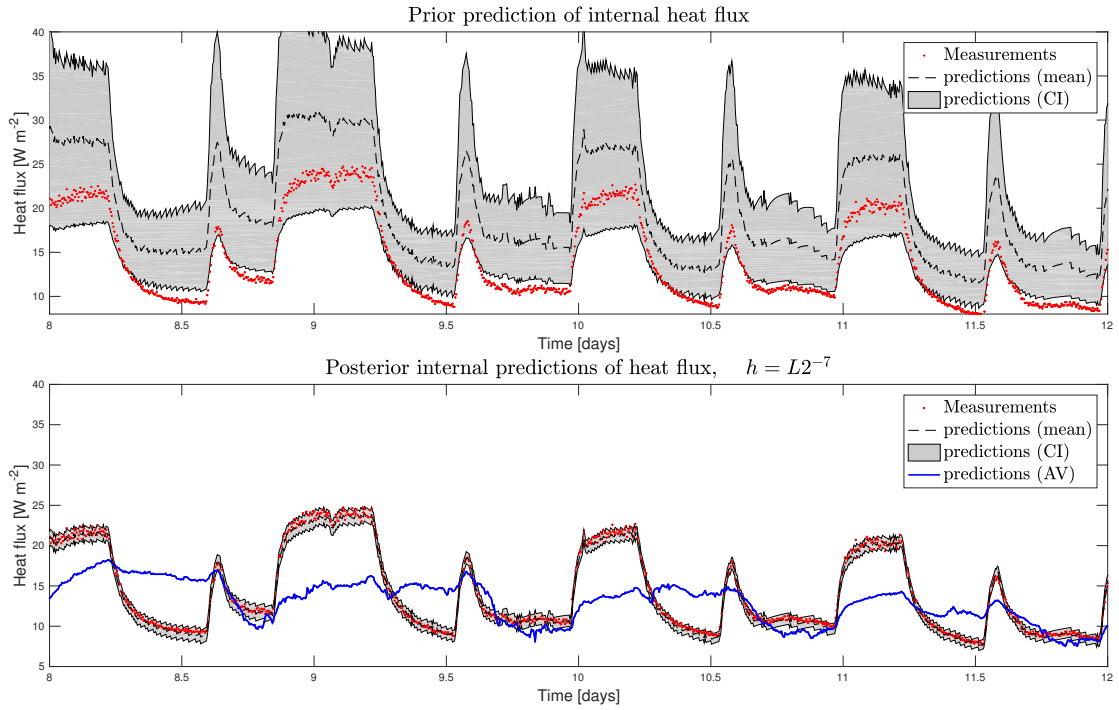 Prior prediction of internal heat flux
40
35
30
25
20
15
10
Heat flux [W m-2]
Measurements
predictions (mean)
predictions (CI)
8 8.5 9 9.5 10 10.5 11 11.5 12
Time [days]
Posterior internal predictions of heat flux, h = L2−7
40
35
30
25
20
15
10
5
Heat flux [W m-2]
Measurements
predictions (mean)
predictions (CI)
predictions (AV)
8 8.5 9 9.5 10 10.5 11 11.5 12
Time [days]